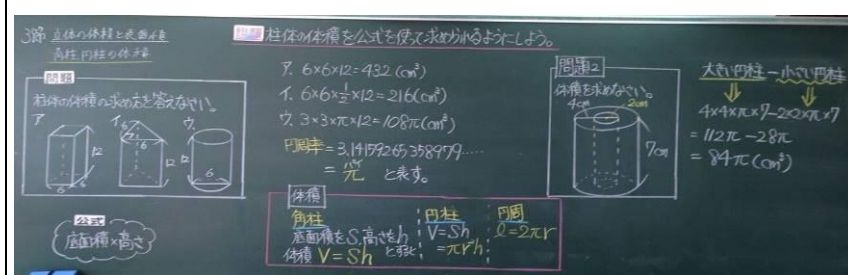 3節 立体の体積と表面積
角柱、円柱の体積
問題
柱体の体積の求め方を答えなさい。
ア イ ウ
6 6 12
6 6 12
12 6
公式
底面積×高さ
課題 柱体の体積を公式を使って求められるようにしよう。
ア. 6×6×12=432(cm³)
イ. 6×6×1/2×12=216(cm³)
ウ. 3×3×π×12=108π(cm³)
円周率=3.14159265358979……
=π と表す。
パイ
体積
角柱
底面積をS、高さをh
体積 V=Sh とすると
円柱
V=Sh
=πr²h
円周
ℓ=2πr
問題2
体積を求めなさい。
4cm 2cm
7cm
大きい円柱-小さい円柱
4×4×π×7-2×2×π×7
=112π-28π
=84π(cm³)